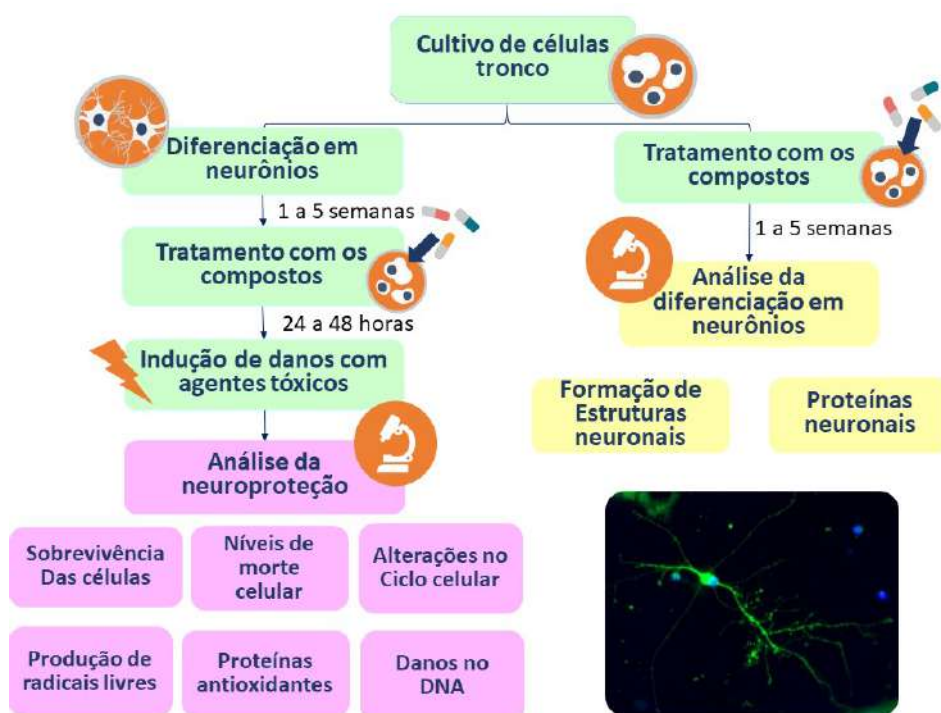 Cultivo de células
tronco
Diferenciação em
neurônios
1 a 5 semanas
Tratamento com os
compostos
24 a 48 horas
Indução de danos com
agentes tóxicos
Análise da
neuroproteção
Sobrevivência
Das células
Níveis de
morte
celular
Alterações no
Ciclo celular
Produção de
radicais livres
Proteínas
antioxidantes
Danos no
DNA
Tratamento com os
compostos
1 a 5 semanas
Análise da
diferenciação em
neurônios
Formação de
Estruturas
neuronais
Proteínas
neuronais